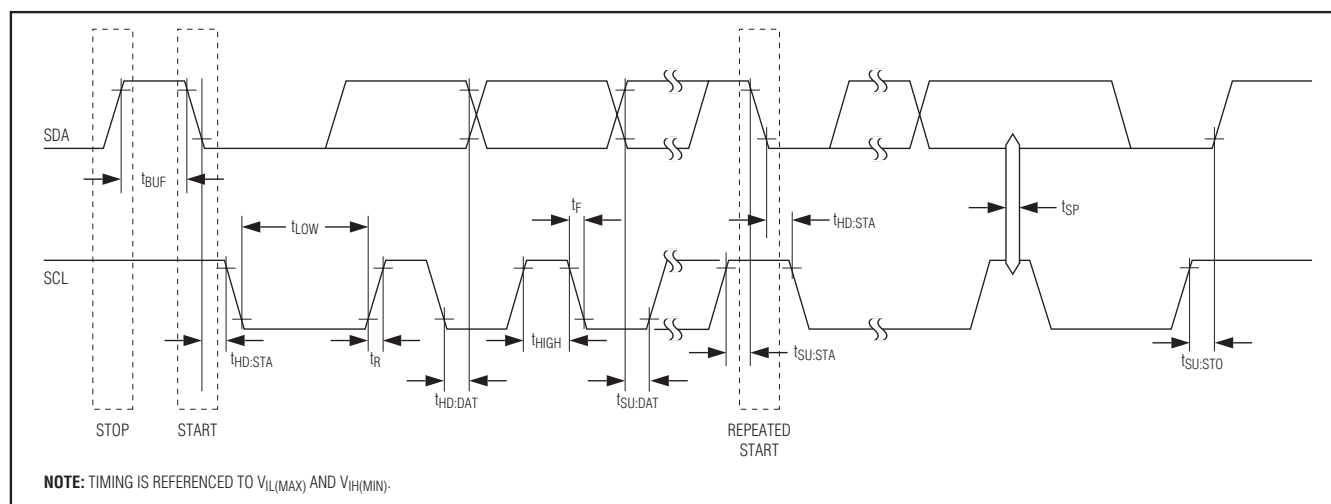 SDA
tBUF
tF
tHD:STA
tSP
tLOW
SCL
tHD:STA
tR
tHIGH
tSU:STA
tSU:STO
tHD:DAT
tSU:DAT
STOP
START
REPEATED
START
NOTE: TIMING IS REFERENCED TO VIL(MAX) AND VIH(MIN).